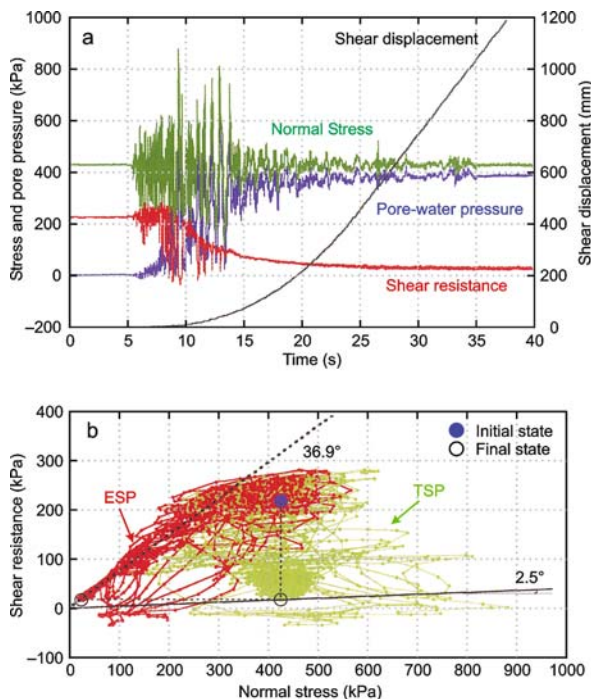 a
Stress and pore pressure (kPa)
1000
800
600
400
200
0
–200
Shear displacement
Normal Stress
Pore-water pressure
Shear resistance
1200
1000
800
600
400
200
0
Shear displacement (mm)
0 5 10 15 20 25 30 35 40
Time (s)
b
Shear resistance (kPa)
400
300
200
100
0
–100
Initial state
Final state
36.9°
ESP
TSP
2.5°
0 100 200 300 400 500 600 700 800 900 1000
Normal stress (kPa)